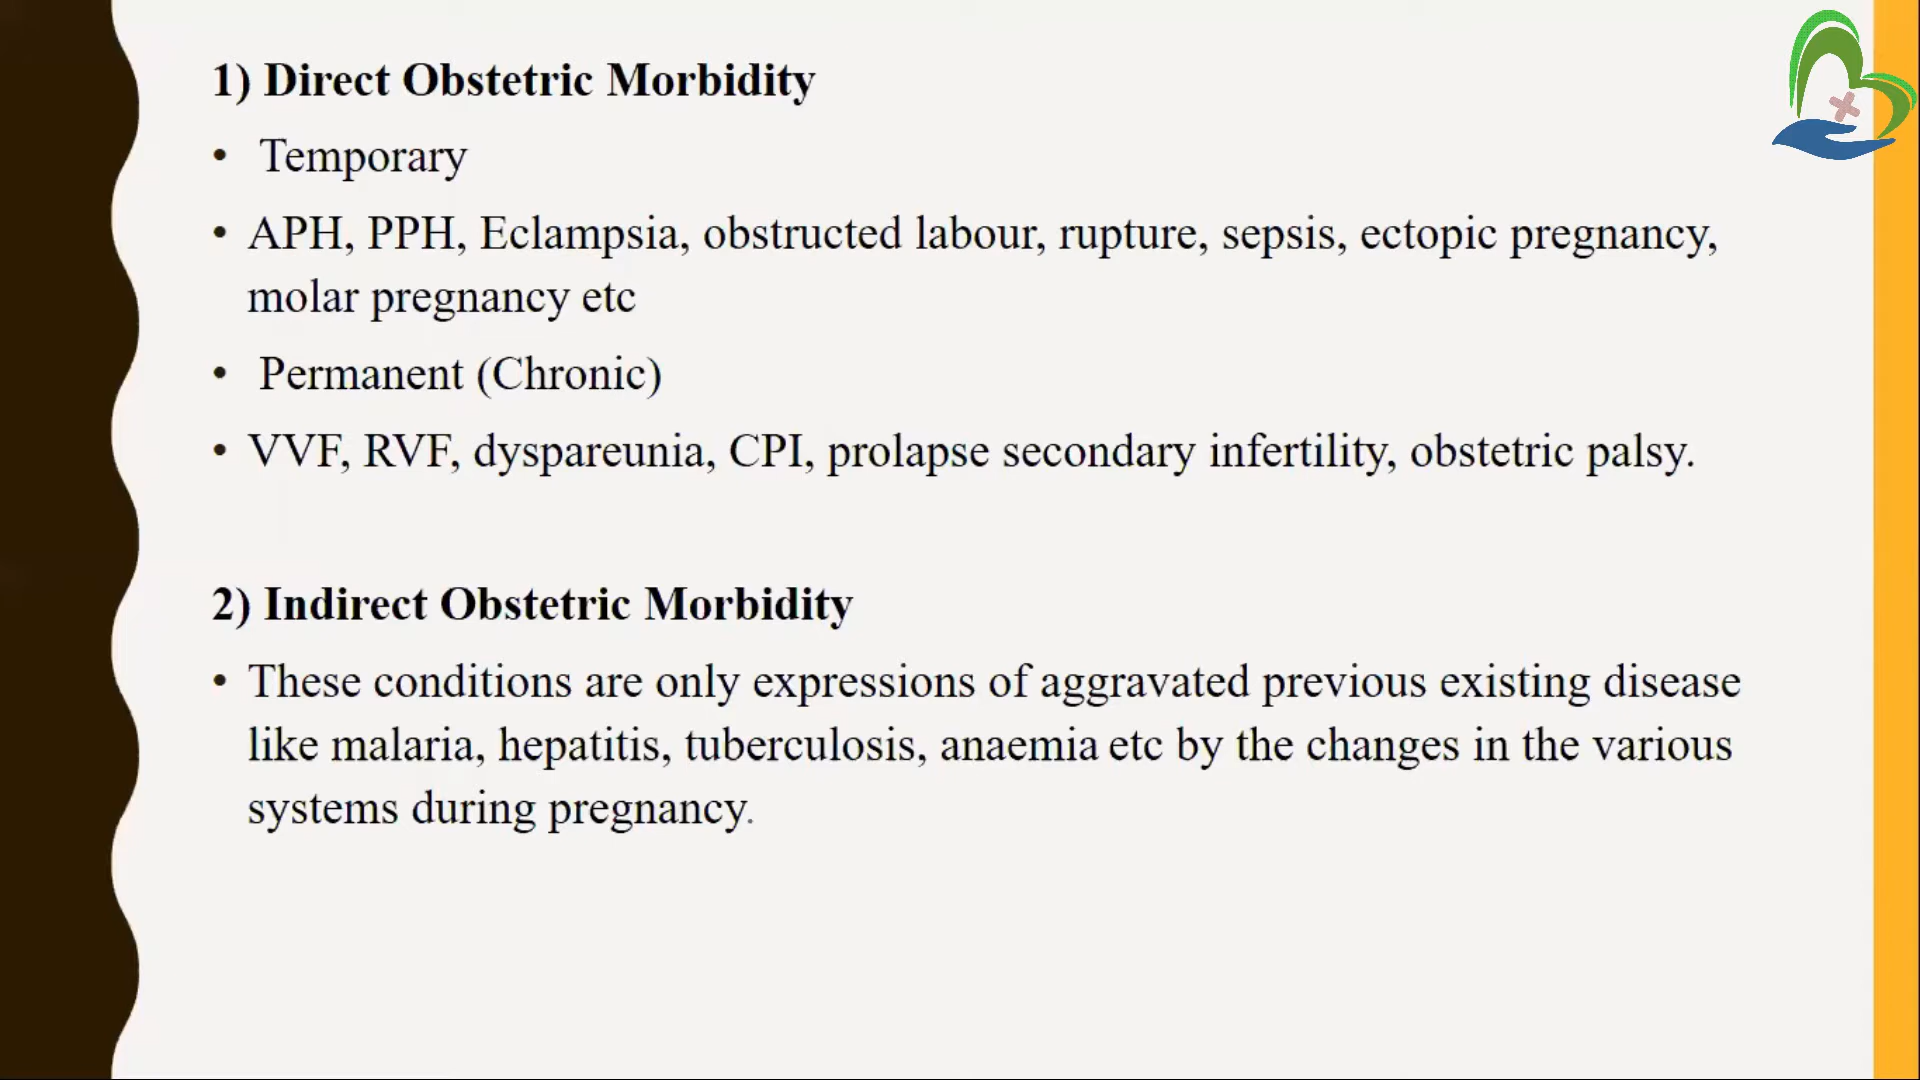 1) Direct Obstetric Morbidity
• Temporary
• APH, PPH, Eclampsia, obstructed labour, rupture, sepsis, ectopic pregnancy,
molar pregnancy etc
• Permanent (Chronic)
• VVF, RVF, dyspareunia, CPI, prolapse secondary infertility, obstetric palsy.
2) Indirect Obstetric Morbidity
• These conditions are only expressions of aggravated previous existing disease
like malaria, hepatitis, tuberculosis, anaemia etc by the changes in the various
systems during pregnancy.